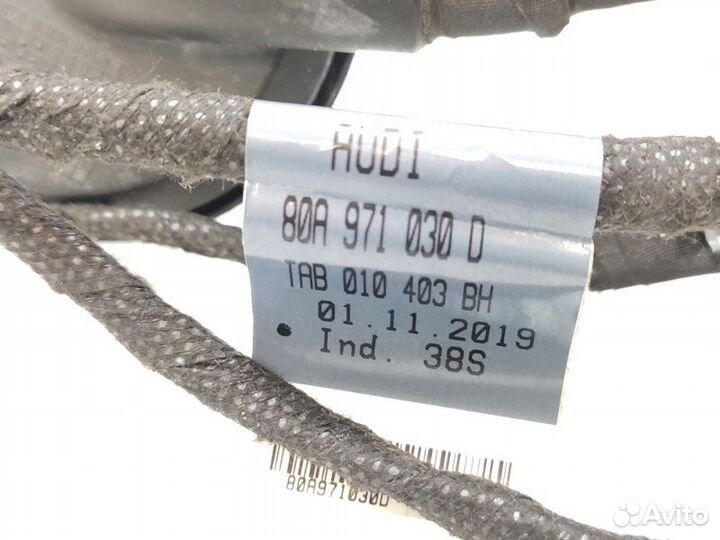 AUDI
80A 971 030 D
TAB 010 403 BH
01.11.2019
Ind. 38S
80A971030D
Avito